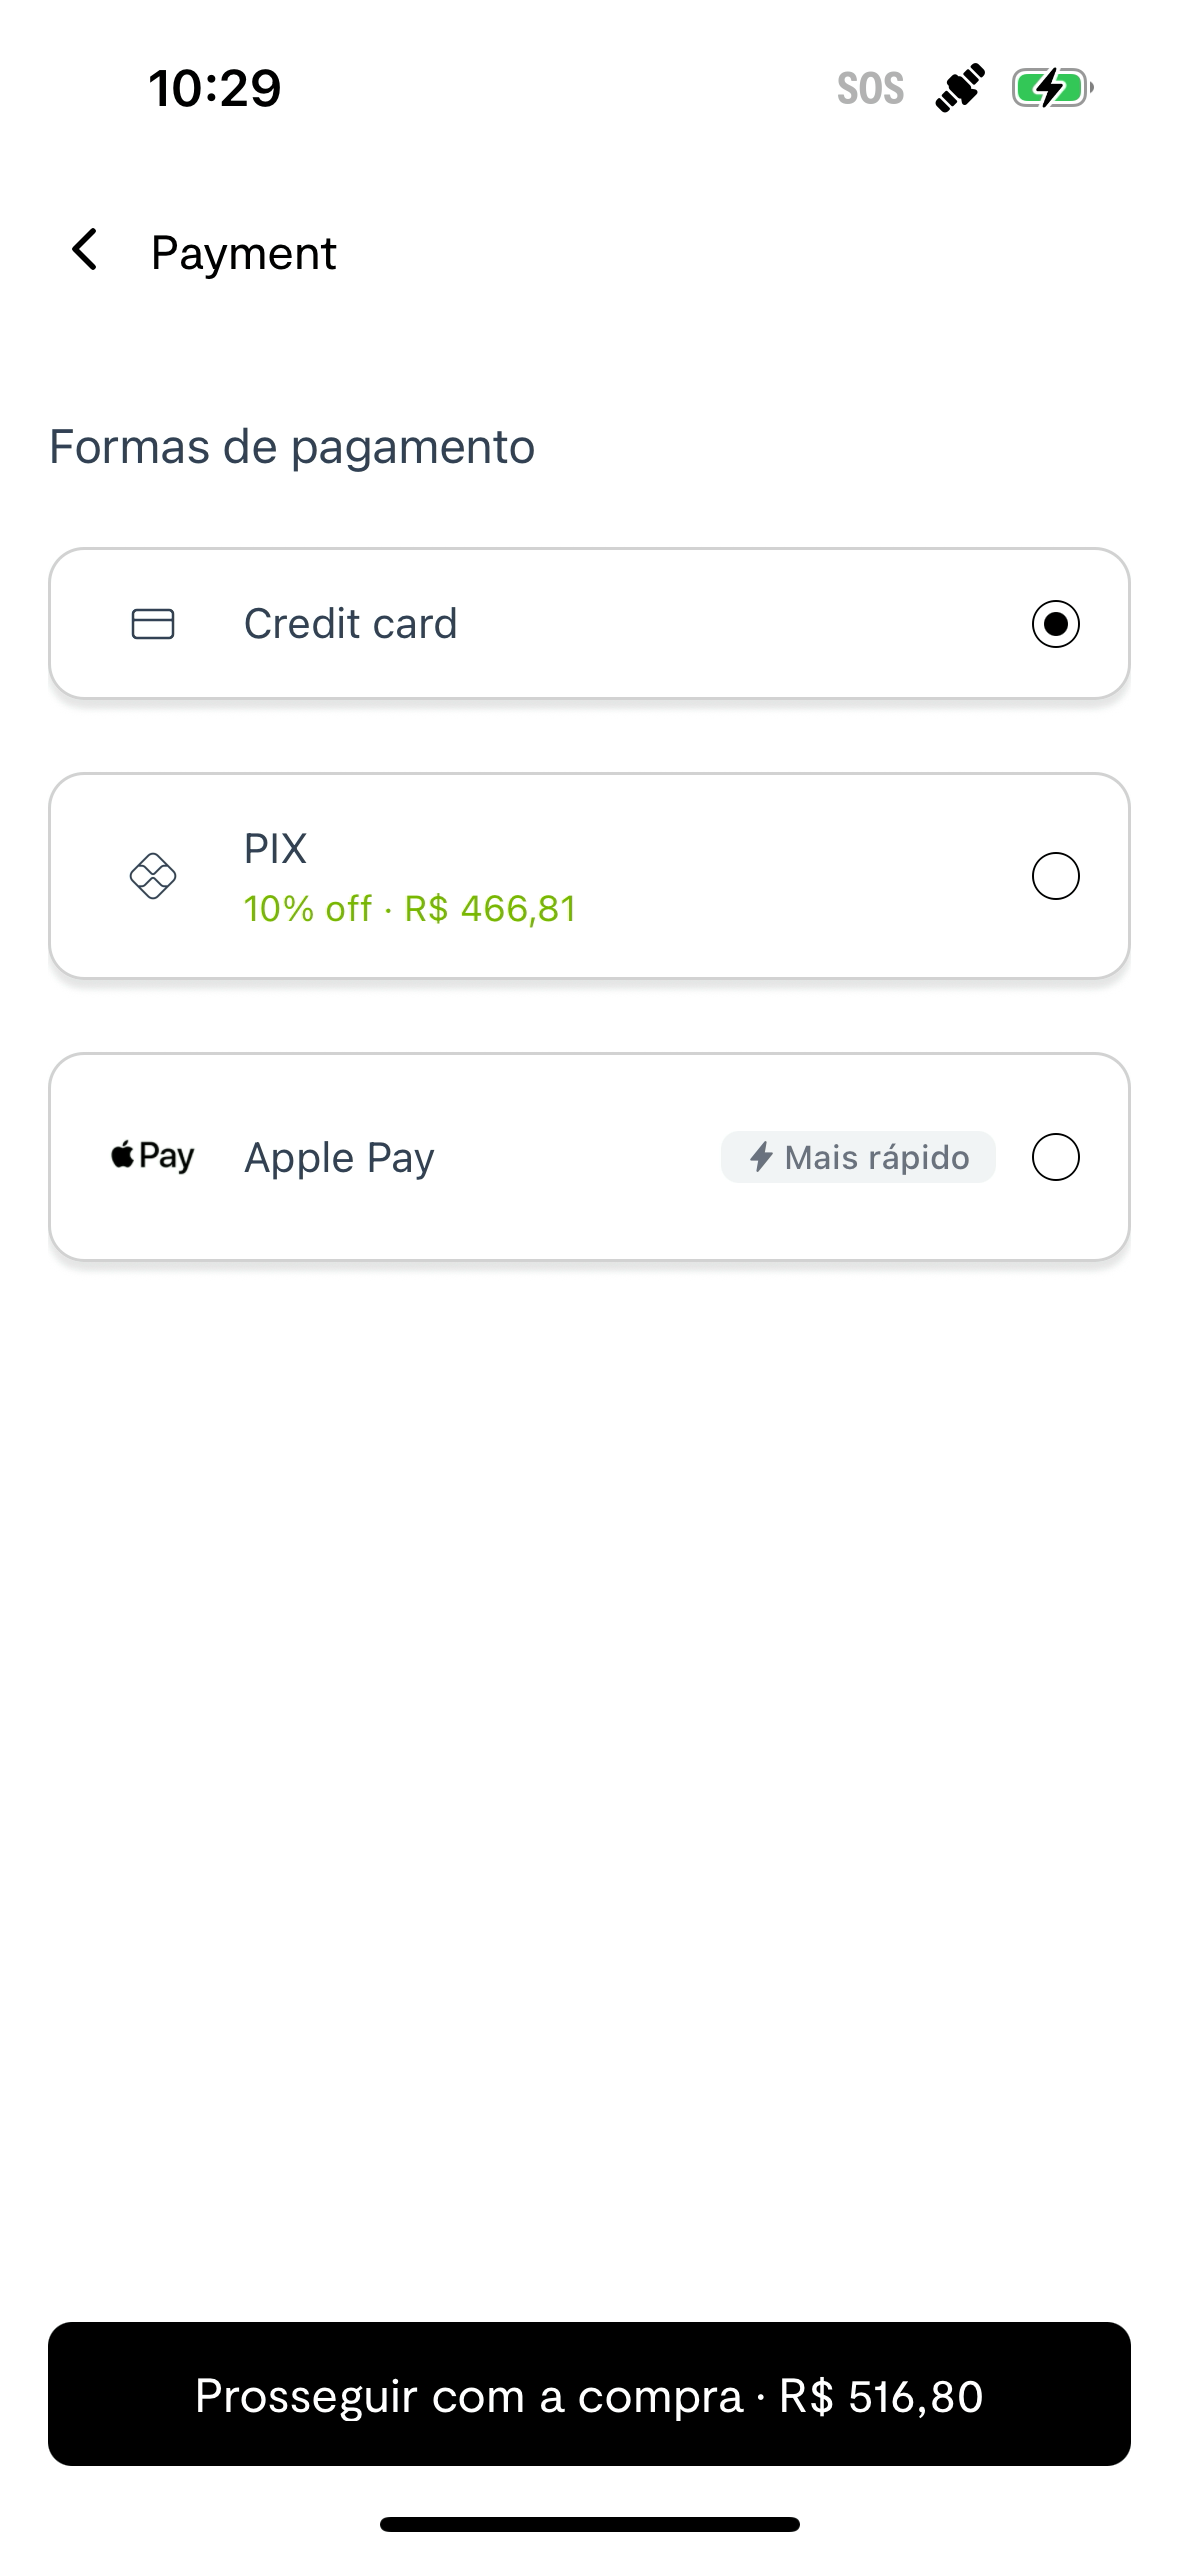 10:29
SOS
Payment
Formas de pagamento
Credit card
PIX
10% off · R$ 466,81
Pay Apple Pay Mais rápido
Prosseguir com a compra · R$ 516,80